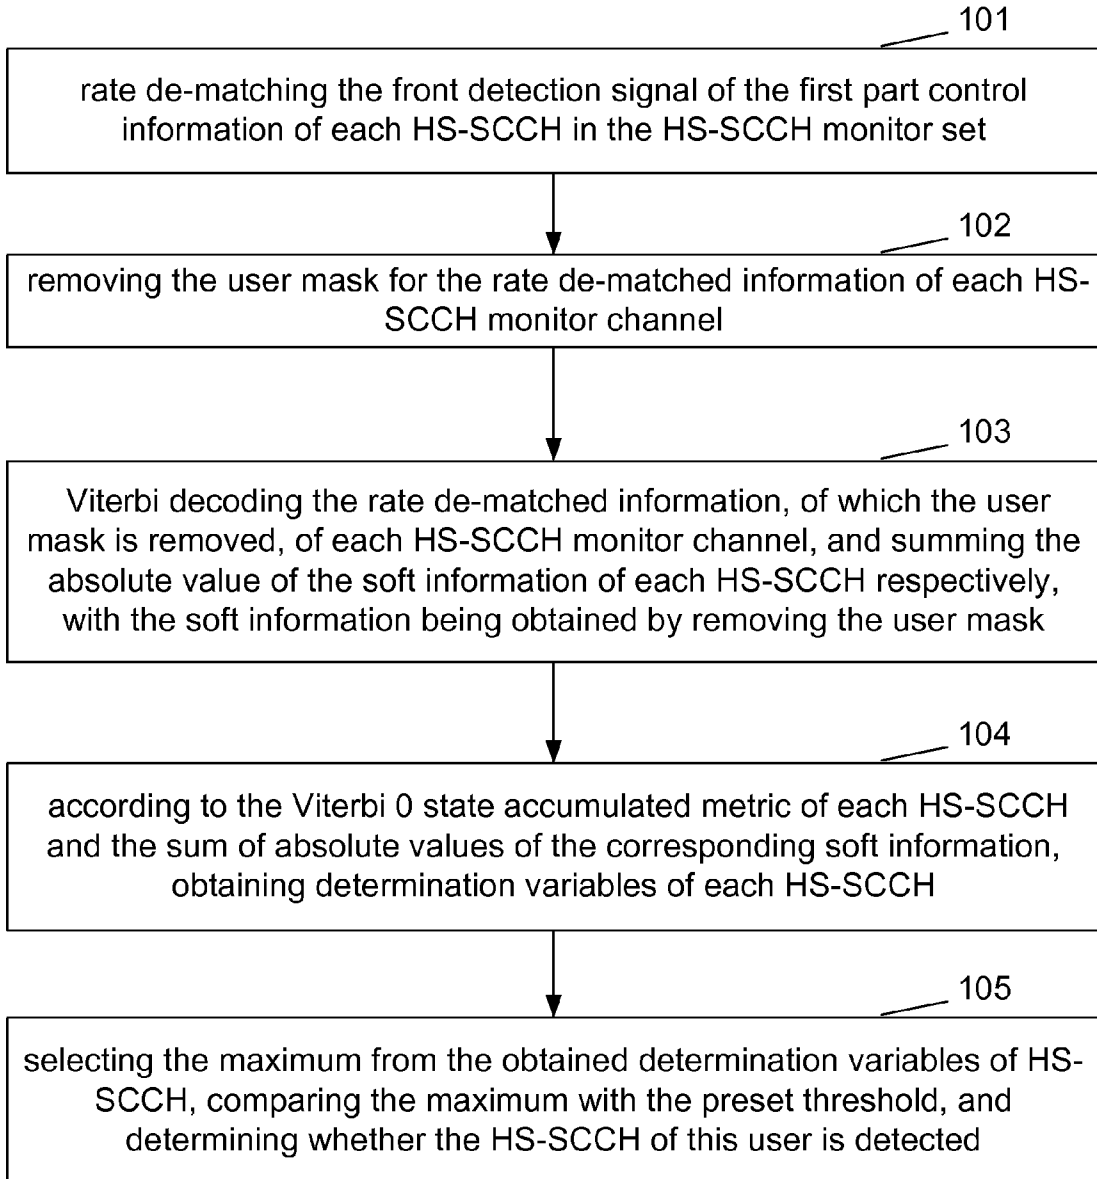 101
rate de-matching the front detection signal of the first part control
information of each HS-SCCH in the HS-SCCH monitor set
102
removing the user mask for the rate de-matched information of each HS-
SCCH monitor channel
103
Viterbi decoding the rate de-matched information, of which the user
mask is removed, of each HS-SCCH monitor channel, and summing the
absolute value of the soft information of each HS-SCCH respectively,
with the soft information being obtained by removing the user mask
104
according to the Viterbi 0 state accumulated metric of each HS-SCCH
and the sum of absolute values of the corresponding soft information,
obtaining determination variables of each HS-SCCH
105
selecting the maximum from the obtained determination variables of HS-
SCCH, comparing the maximum with the preset threshold, and
determining whether the HS-SCCH of this user is detected